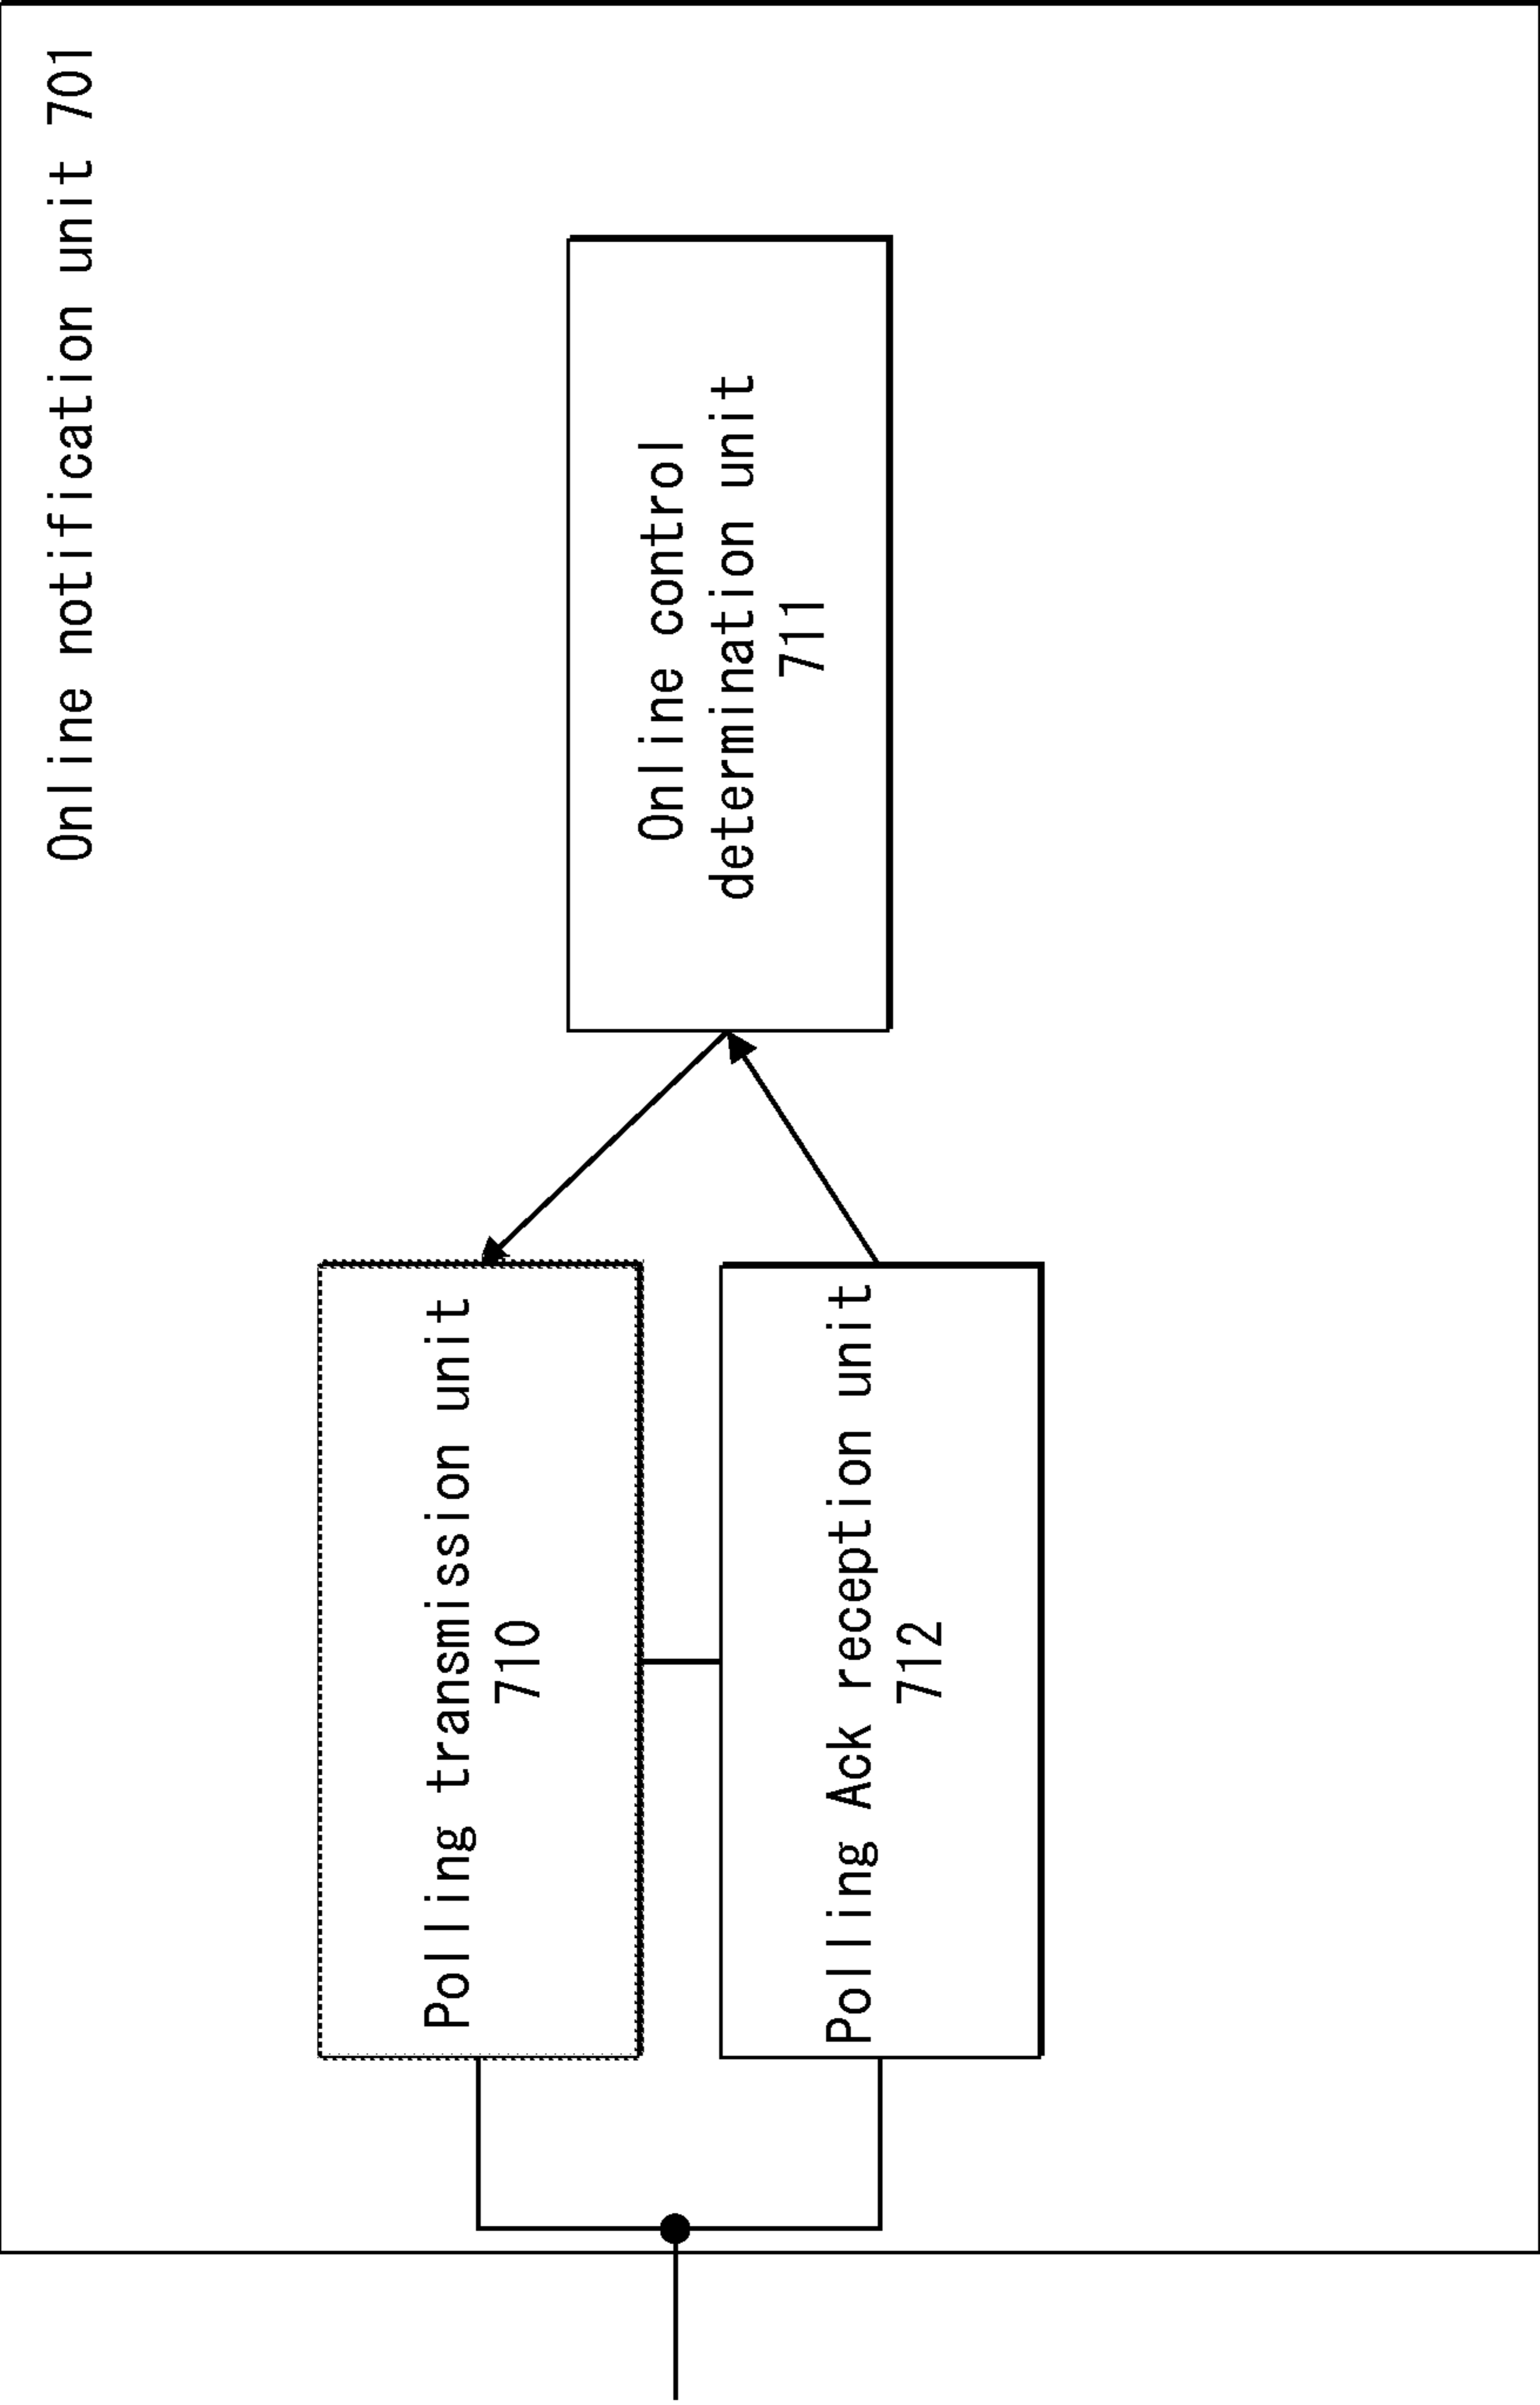 Online notification unit 701
Polling transmission unit
710
Online control
determination unit
711
Polling Ack reception unit
712